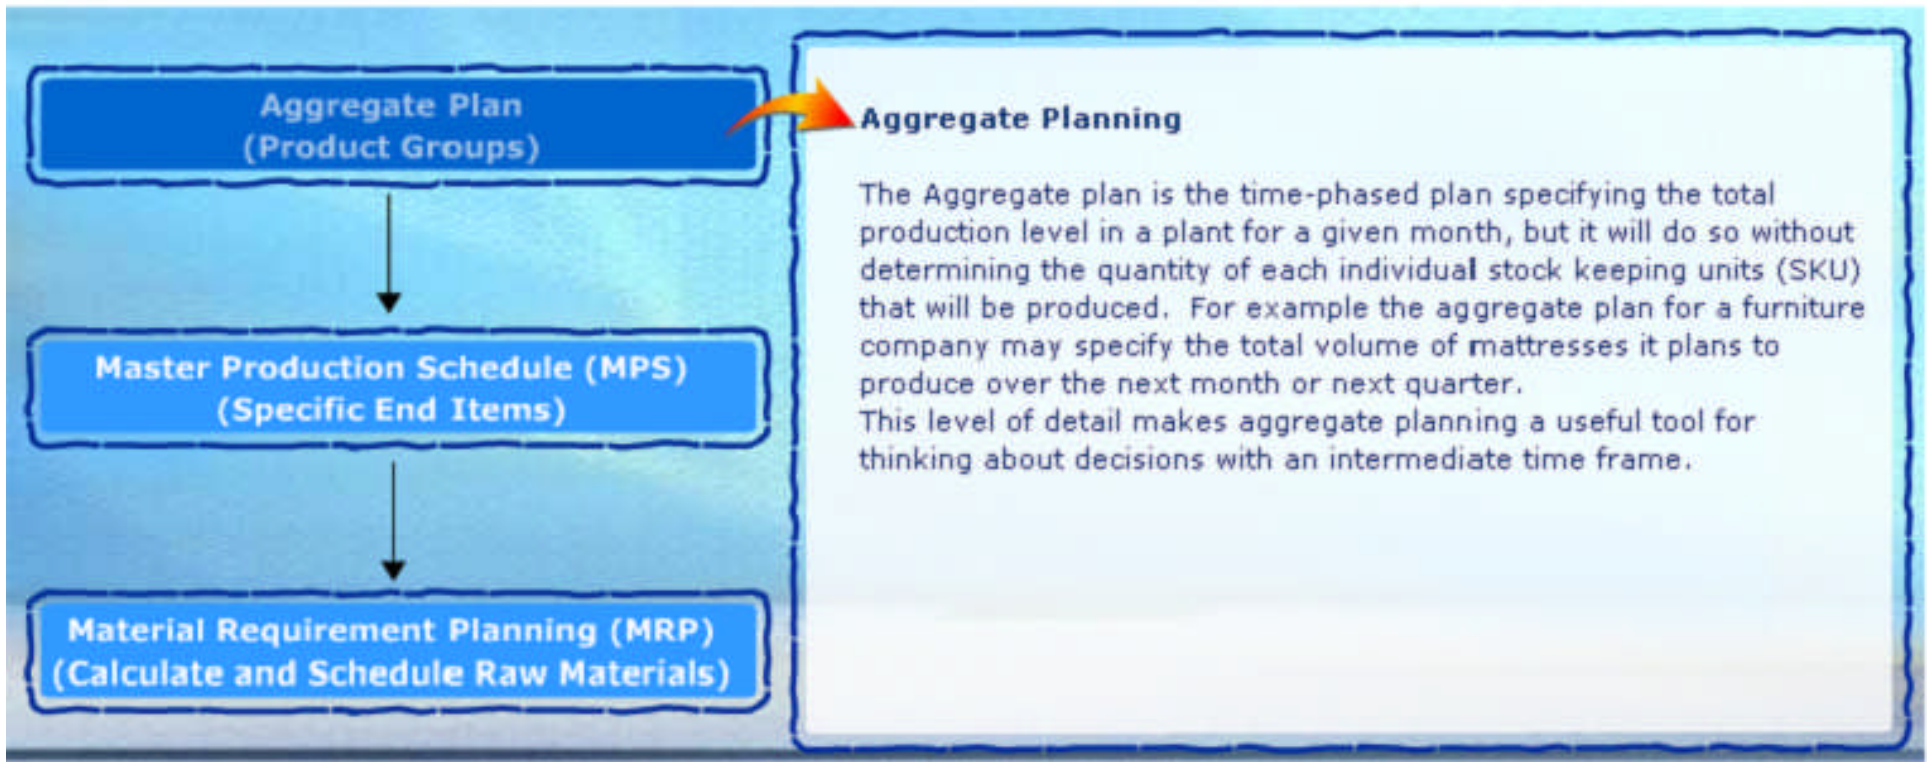 Aggregate Plan
(Product Groups)
Master Production Schedule (MPS)
(Specific End Items)
Material Requirement Planning (MRP)
(Calculate and Schedule Raw Materials)
Aggregate Planning
The Aggregate plan is the time-phased plan specifying the total
production level in a plant for a given month, but it will do so without
determining the quantity of each individual stock keeping units (SKU)
that will be produced.  For example the aggregate plan for a furniture
company may specify the total volume of mattresses it plans to
produce over the next month or next quarter.
This level of detail makes aggregate planning a useful tool for
thinking about decisions with an intermediate time frame.